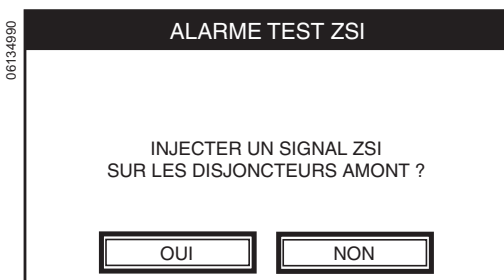 06134990
ALARME TEST ZSI
INJECTER UN SIGNAL ZSI
SUR LES DISJONCTEURS AMONT ?
OUI
NON